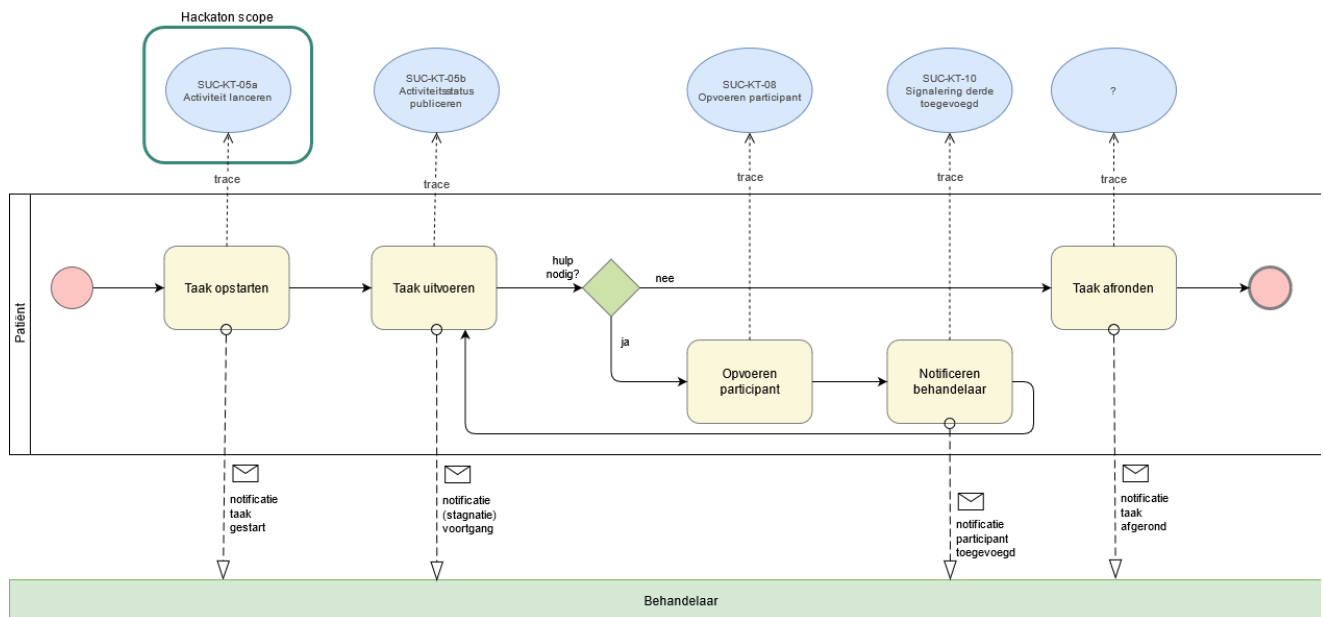 Hackaton scope
SUC-KT-05a
Activiteit lanceren
SUC-KT-05b
Activiteitsstatus
publiceren
SUC-KT-08
Opvoeren participant
SUC-KT-10
Signalering derde
toegevoegd
?
trace
trace
trace
trace
trace
Patiënt
Taak opstarten
Taak uitvoeren
hulp
nodig?
nee
ja
Opvoeren
participant
Notificeren
behandelaar
Taak afronden
notificatie
taak
gestart
notificatie
(stagnatie)
voortgang
notificatie
participant
toegevoegd
notificatie
taak
afgerond
Behandelaar